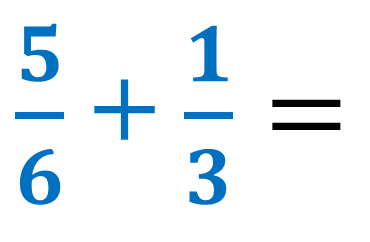 5/6 + 1/3 =